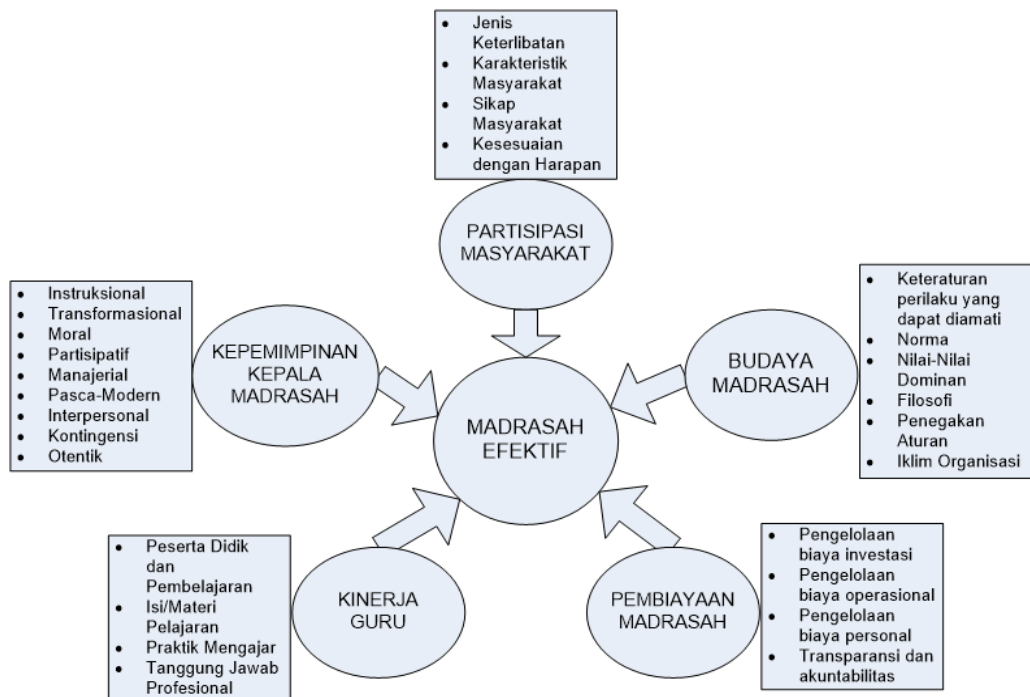 Jenis
Keterlibatan
Karakteristik
Masyarakat
Sikap
Masyarakat
Kesesuaian
dengan Harapan
PARTISIPASI
MASYARAKAT
Instruksional
Transformasional
Moral
Partisipatif
Manajerial
Pasca-Modern
Interpersonal
Kontingensi
Otentik
KEPEMIMPINAN
KEPALA
MADRASAH
MADRASAH
EFEKTIF
BUDAYA
MADRASAH
Keteraturan
perilaku yang
dapat diamati
Norma
Nilai-Nilai
Dominan
Filosofi
Penegakan
Aturan
Iklim Organisasi
Peserta Didik
dan
Pembelajaran
Isi/Materi
Pelajaran
Praktik Mengajar
Tanggung Jawab
Profesional
KINERJA
GURU
PEMBIAYAAN
MADRASAH
Pengelolaan
biaya investasi
Pengelolaan
biaya operasional
Pengelolaan
biaya personal
Transparansi dan
akuntabilitas